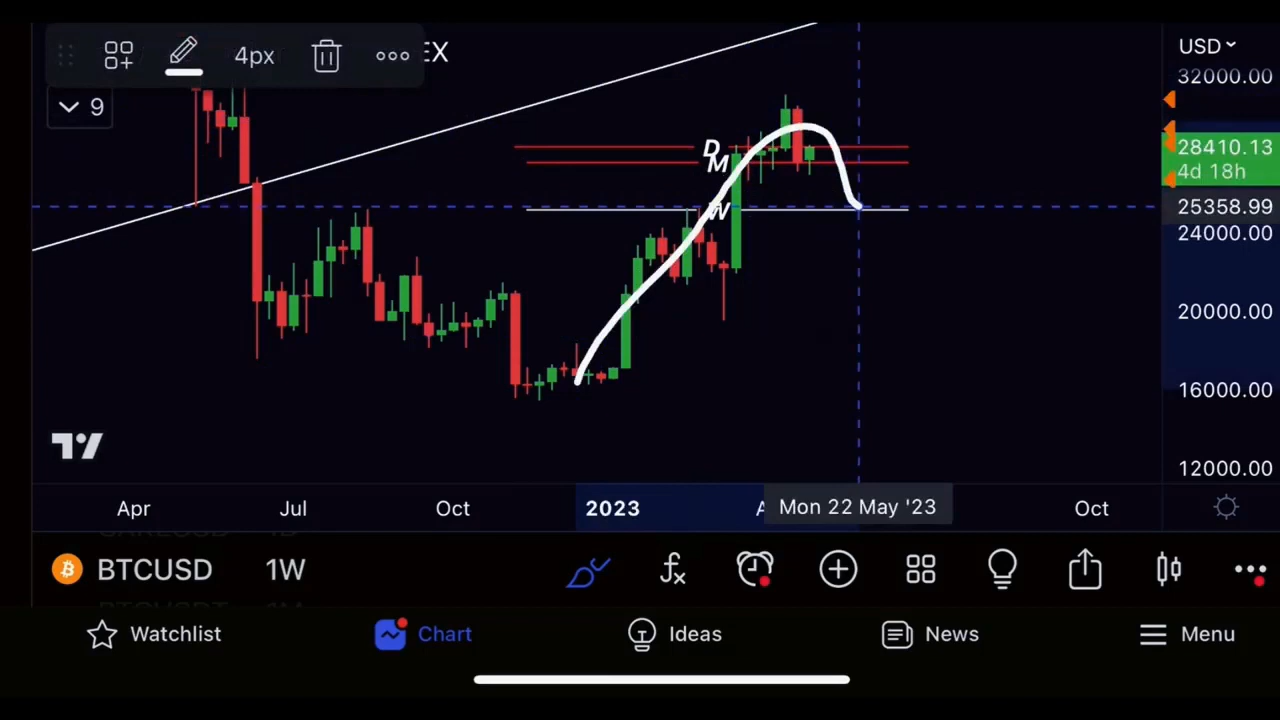 4px
EX
9
USD
32000.00
D
M
28410.13
4d 18h
W
25358.99
24000.00
20000.00
16000.00
12000.00
Apr
Jul
Oct
2023
A
Mon 22 May '23
Oct
BTCUSD
1W
fx
Watchlist
Chart
Ideas
News
Menu